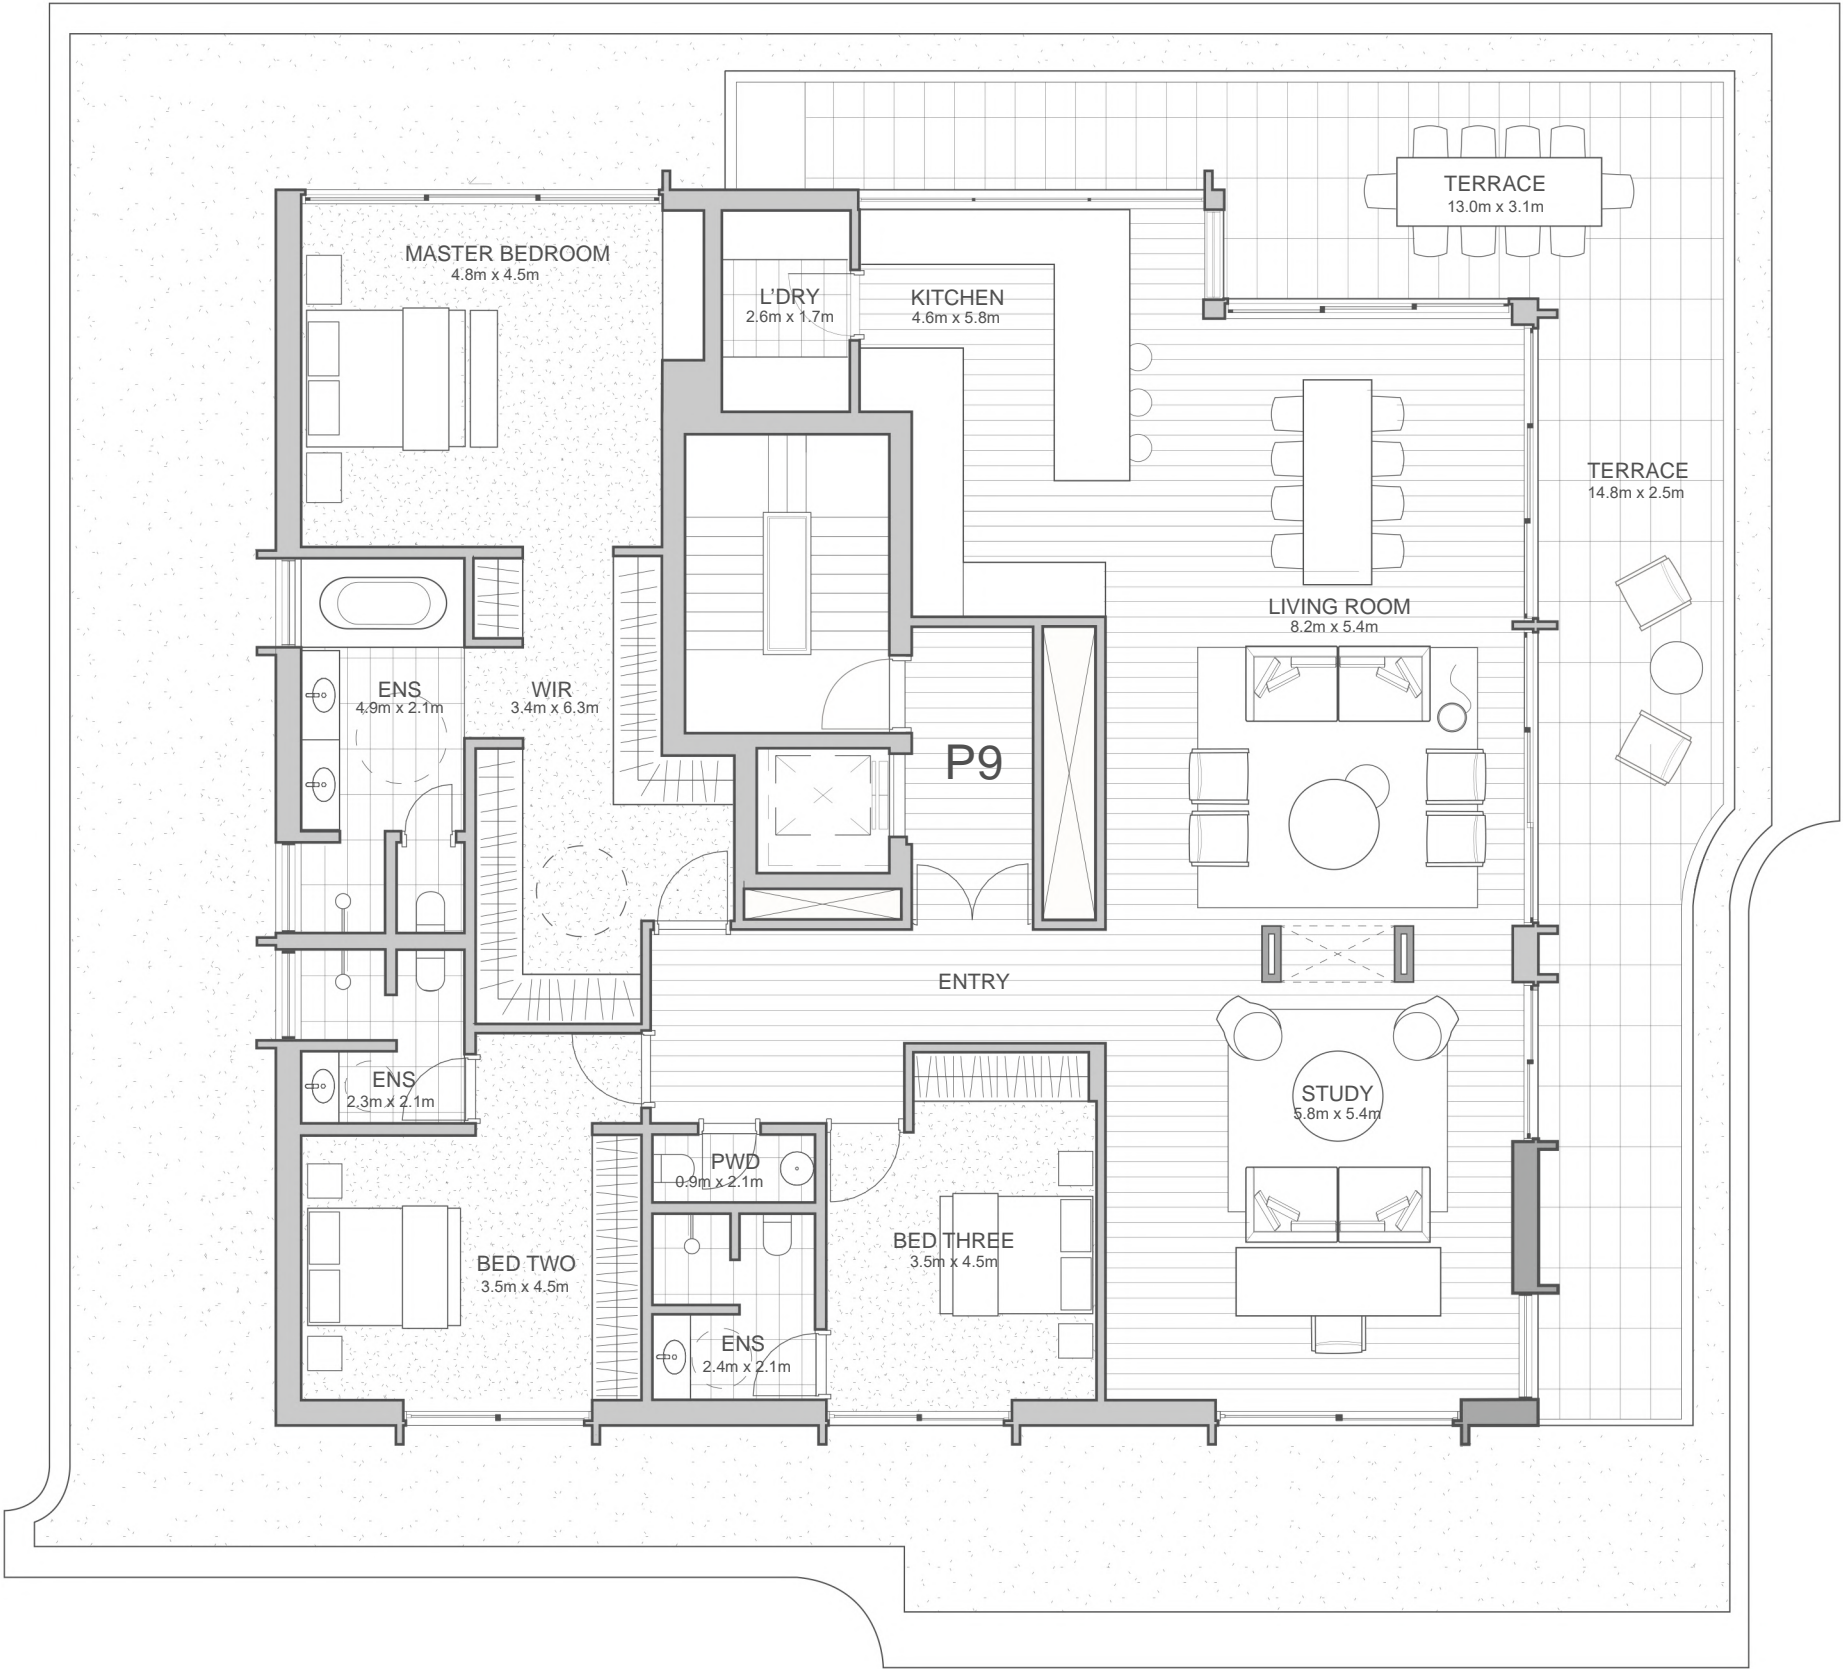 TERRACE
13.0m x 3.1m
MASTER BEDROOM
4.8m x 4.5m
L'DRY
2.6m x 1.7m
KITCHEN
4.6m x 5.8m
TERRACE
14.8m x 2.5m
LIVING ROOM
8.2m x 5.4m
ENS
4.9m x 2.1m
WIR
3.4m x 6.3m
P9
ENTRY
ENS
2.3m x 2.1m
STUDY
5.8m x 5.4m
PWD
0.9m x 2.1m
BED THREE
3.5m x 4.5m
BED TWO
3.5m x 4.5m
ENS
2.4m x 2.1m